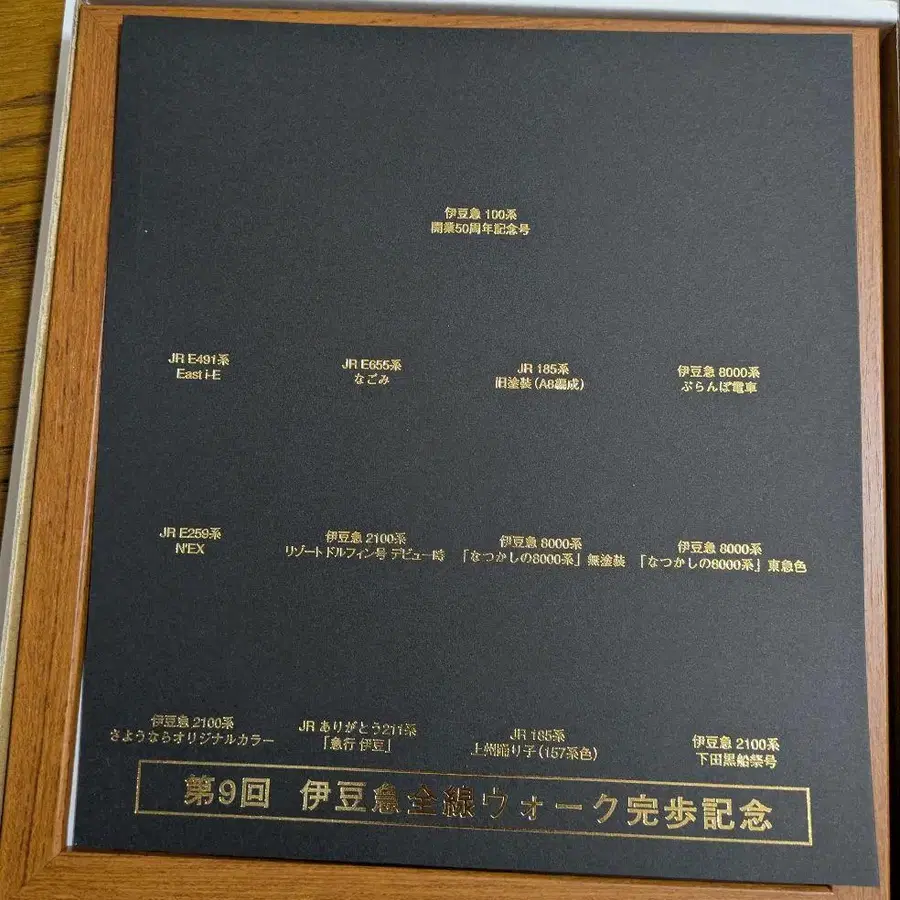 伊豆急 100系
開業50周年記念号
JR E491系
East i-E
JR E655系
なごみ
JR 185系
旧塗装(A8編成)
伊豆急 8000系
ぶらんぼ電車
JR E259系
N'EX
伊豆急 2100系
リゾートドルフィン号 デビュー時
伊豆急 8000系
「なつかしの8000系」無塗装
伊豆急 8000系
「なつかしの8000系」東急色
伊豆急 2100系
さようならオリジナルカラー
JR ありがとう211系
「急行 伊豆」
JR 185系
上州踊り子(157系色)
伊豆急 2100系
下田黒船祭号
第9回 伊豆急全線ウォーク完歩記念